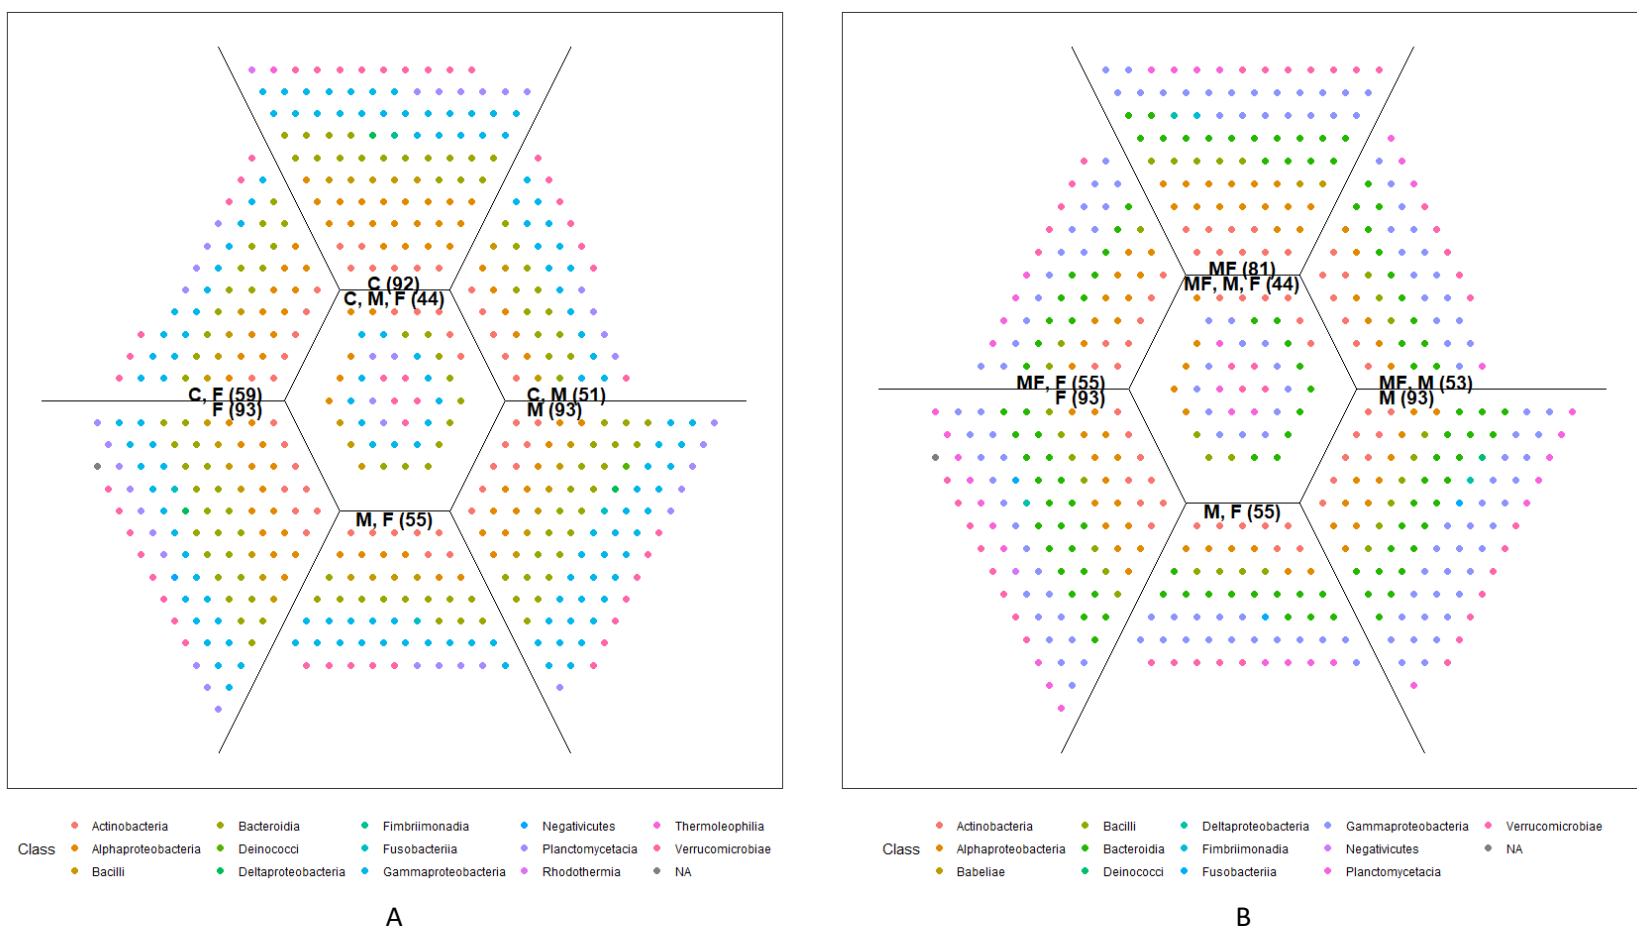 C (92)
C, M, F (44)
C, F (59)
F (93)
C, M (51)
M (93)
M, F (55)
Class
Actinobacteria
Alphaproteobacteria
Bacilli
Bacteroidia
Deinococci
Deltaproteobacteria
Fimbriimonadia
Fusobacteriia
Gammaproteobacteria
Negativicutes
Planctomycetacia
Rhodothermia
Thermoleophilia
Verrucomicrobiae
NA
A
MF (81)
MF, M, F (44)
MF, F (55)
F (93)
MF, M (53)
M (93)
M, F (55)
Class
Actinobacteria
Alphaproteobacteria
Babeliae
Bacilli
Bacteroidia
Deinococci
Deltaproteobacteria
Fimbriimonadia
Fusobacteriia
Gammaproteobacteria
Negativicutes
Planctomycetacia
Verrucomicrobiae
NA
B